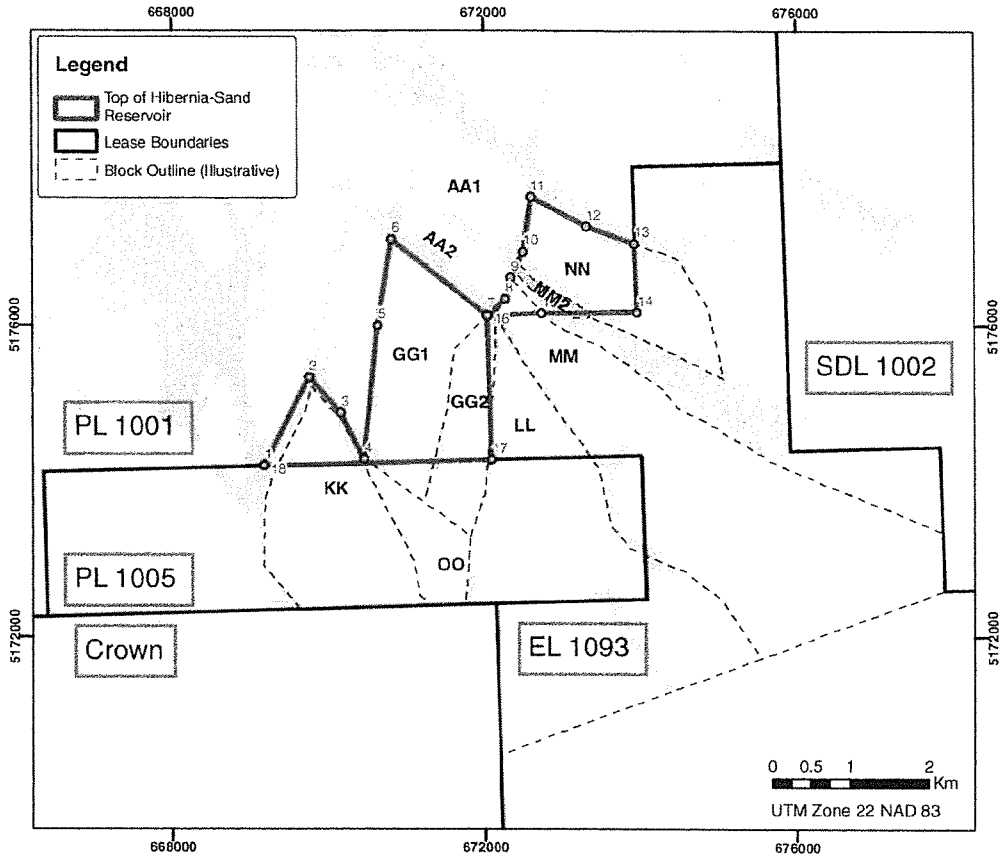 668000
672000
676000
Legend
Top of Hibernia-Sand
Reservoir
Lease Boundaries
Block Outline (Illustrative)
AA1
11
12
6
AA2
10
13
NN
9
8
MM2
14
5176000
7
16
5176000
5
GG1
MM
SDL 1002
2
3
GG2
LL
PL 1001
1
18
4
17
KK
PL 1005
OO
5172000
Crown
EL 1093
5172000
0 0.5 1 2
Km
UTM Zone 22 NAD 83
668000
672000
676000